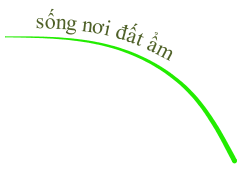 sống nơi đất ẩm